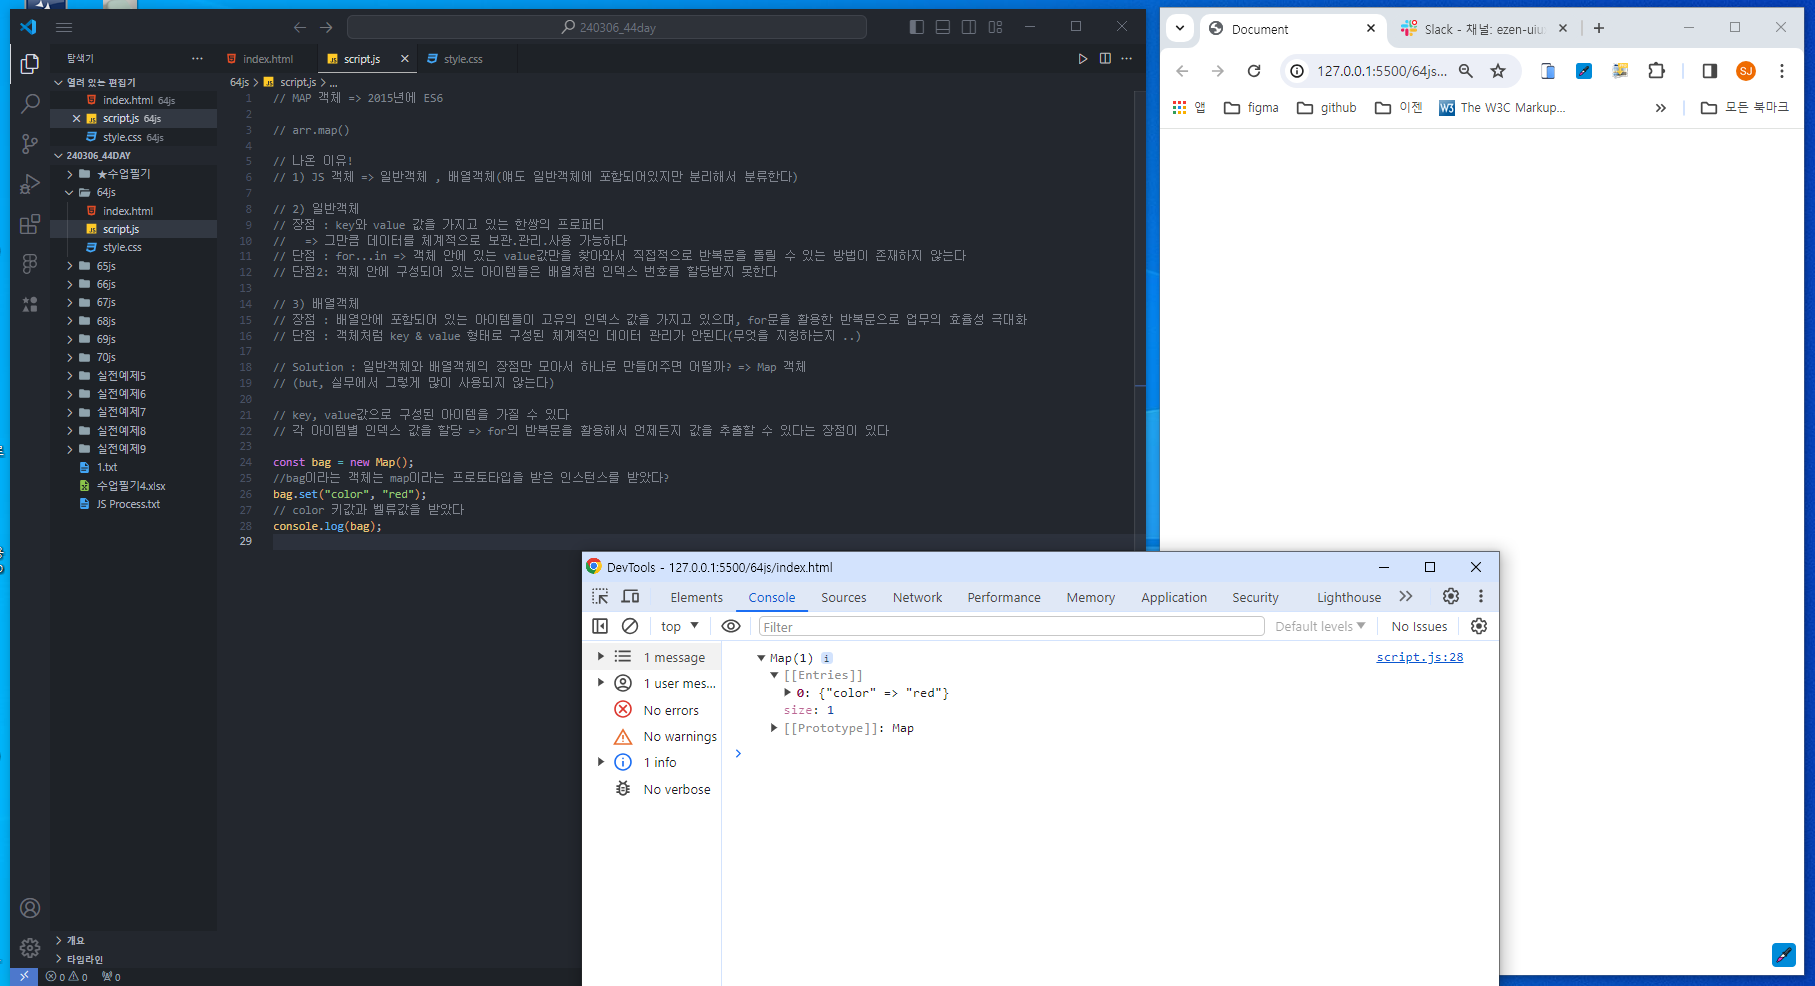 240306_44day
탐색기
index.html
script.js
style.css
열려 있는 편집기
index.html 64js
script.js 64js
style.css 64js
240306_44DAY
★수업필기
64js
index.html
script.js
style.css
65js
66js
67js
68js
69js
70js
실전예제5
실전예제6
실전예제7
실전예제8
실전예제9
1.txt
수업필기4.xlsx
JS Process.txt
개요
타임라인
0 0 0
64js > script.js > ...
1 // MAP 객체 => 2015년에 ES6
2
3 // arr.map()
4
5 // 나온 이유!
6 // 1) JS 객체 => 일반객체 , 배열객체(얘도 일반객체에 포함되어있지만 분리해서 분류한다)
7
8 // 2) 일반객체
9 // 장점 : key와 value 값을 가지고 있는 한쌍의 프로퍼티
10 //   => 그만큼 데이터를 체계적으로 보관.관리.사용 가능하다
11 // 단점 : for...in => 객체 안에 있는 value값만을 찾아와서 직접적으로 반복문을 돌릴 수 있는 방법이 존재하지 않는다
12 // 단점2: 객체 안에 구성되어 있는 아이템들은 배열처럼 인덱스 번호를 할당받지 못한다
13
14 // 3) 배열객체
15 // 장점 : 배열안에 포함되어 있는 아이템들이 고유의 인덱스 값을 가지고 있으며, for문을 활용한 반복문으로 업무의 효율성 극대화
16 // 단점 : 객체처럼 key & value 형태로 구성된 체계적인 데이터 관리가 안된다(무엇을 지칭하는지 ..)
17
18 // Solution : 일반객체와 배열객체의 장점만 모아서 하나로 만들어주면 어떨까? => Map 객체
19 // (but, 실무에서 그렇게 많이 사용되지 않는다)
20
21 // key, value값으로 구성된 아이템을 가질 수 있다
22 // 각 아이템별 인덱스 값을 할당 => for의 반복문을 활용해서 언제든지 값을 추출할 수 있다는 장점이 있다
23
24 const bag = new Map();
25 //bag이라는 객체는 map이라는 프로토타입을 받은 인스턴스를 받았다?
26 bag.set("color", "red");
27 // color 키값과 벨류값을 받았다
28 console.log(bag);
29
Document
Slack - 채널: ezen-uiu
127.0.0.1:5500/64js...
SJ
앱
figma
github
이젠
The W3C Markup...
모든 북마크
DevTools - 127.0.0.1:5500/64js/index.html
Elements
Console
Sources
Network
Performance
Memory
Application
Security
Lighthouse
top
Filter
Default levels
No Issues
1 message
1 user mes...
No errors
No warnings
1 info
No verbose
Map(1) i
script.js:28
[[Entries]]
0: {"color" => "red"}
size: 1
[[Prototype]]: Map